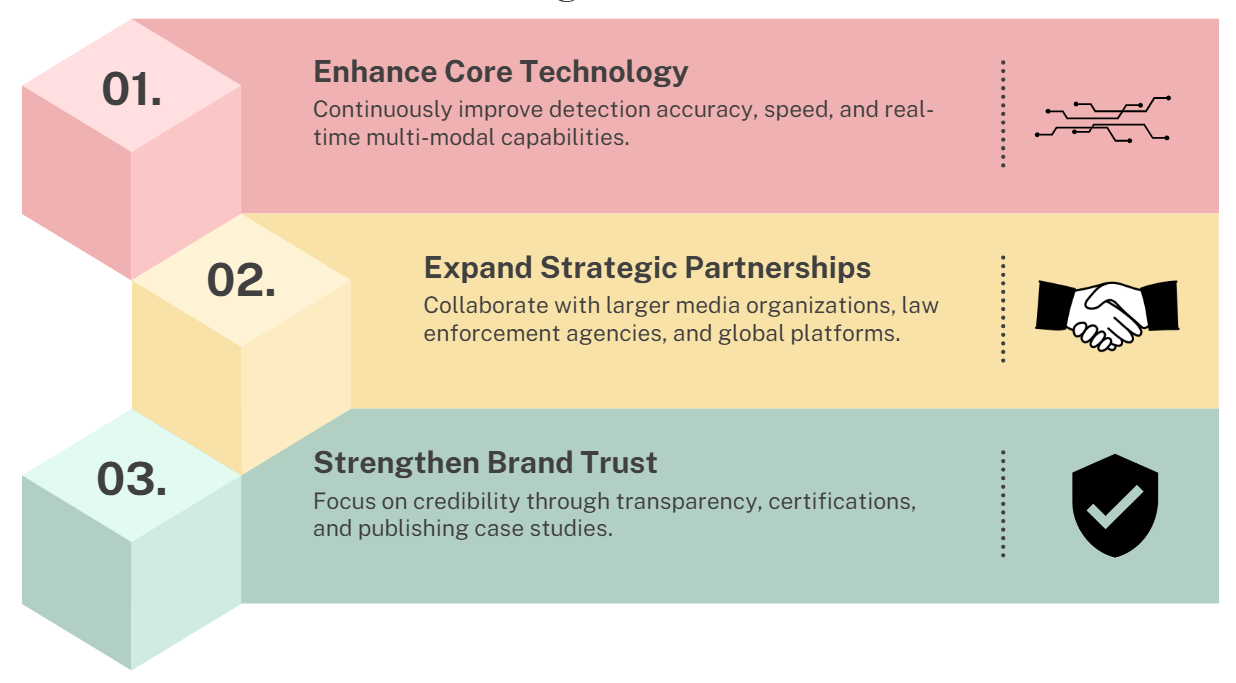 01.
Enhance Core Technology
Continuously improve detection accuracy, speed, and real-
time multi-modal capabilities.
02.
Expand Strategic Partnerships
Collaborate with larger media organizations, law
enforcement agencies, and global platforms.
03.
Strengthen Brand Trust
Focus on credibility through transparency, certifications,
and publishing case studies.